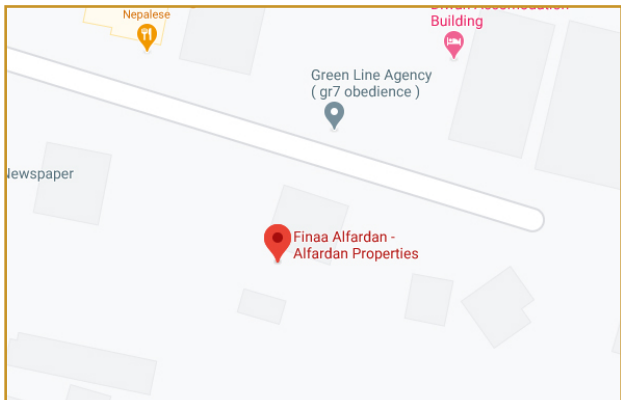 Nepalese
Building
Green Line Agency
( gr7 obedience )
Newspaper
Finaa Alfardan -
Alfardan Properties